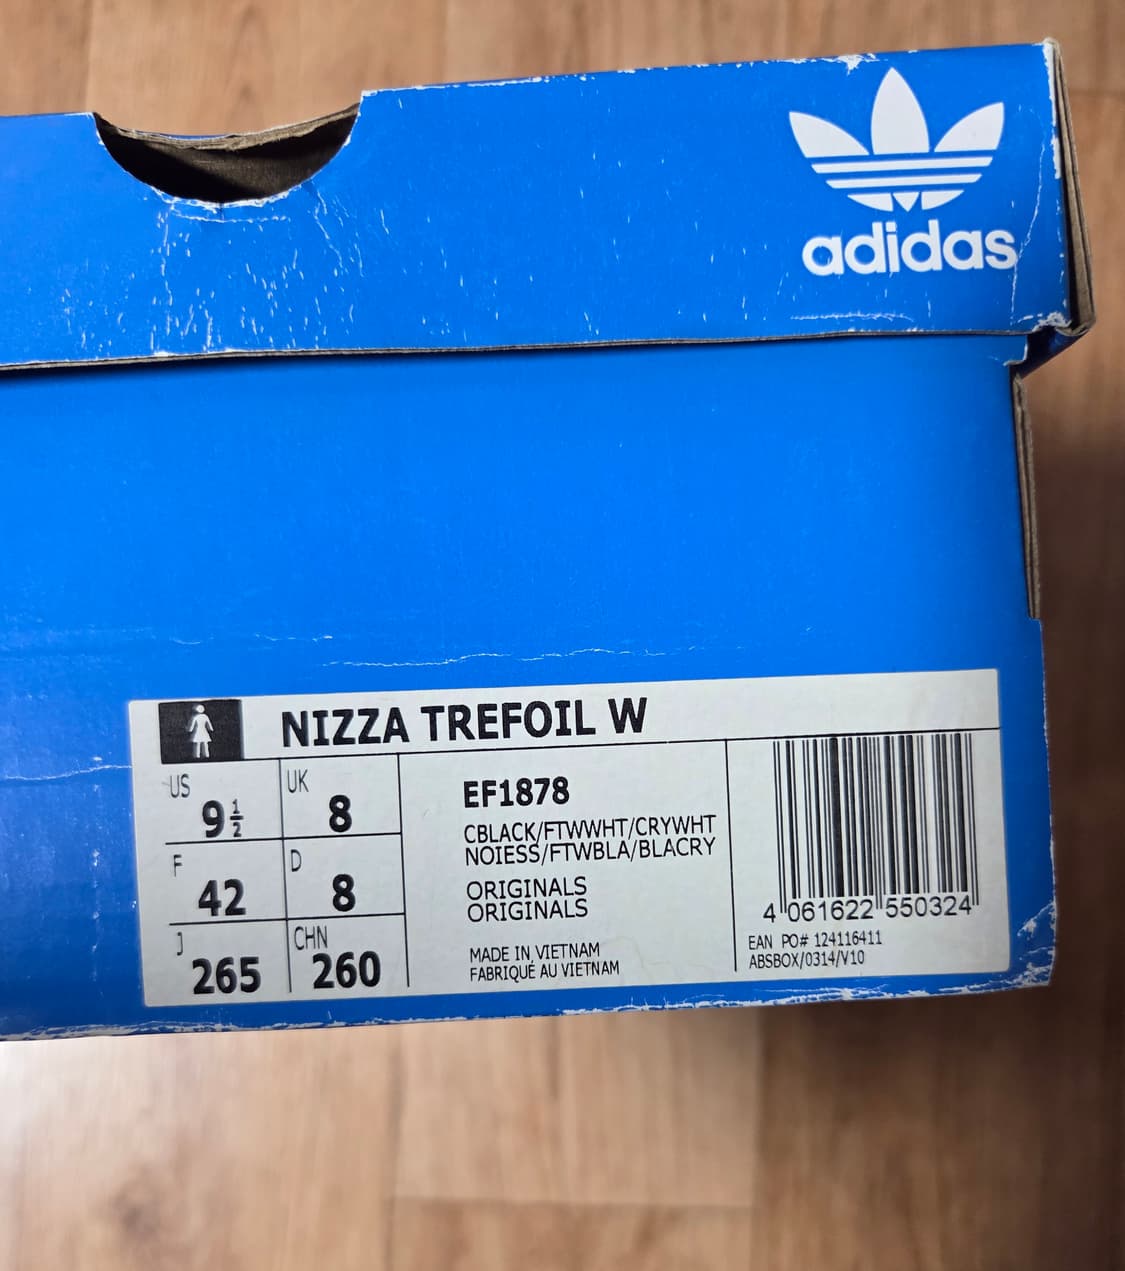 adidas
NIZZA TREFOIL W
US
9½
UK
8
F
42
D
8
J
265
CHN
260
EF1878
CBLACK/FTWWHT/CRYWHT
NOIESS/FTWBLA/BLACRY
ORIGINALS
ORIGINALS
MADE IN VIETNAM
FABRIQUÉ AU VIETNAM
4 061622 550324
EAN PO# 124116411
ABSBOX/0314/V10